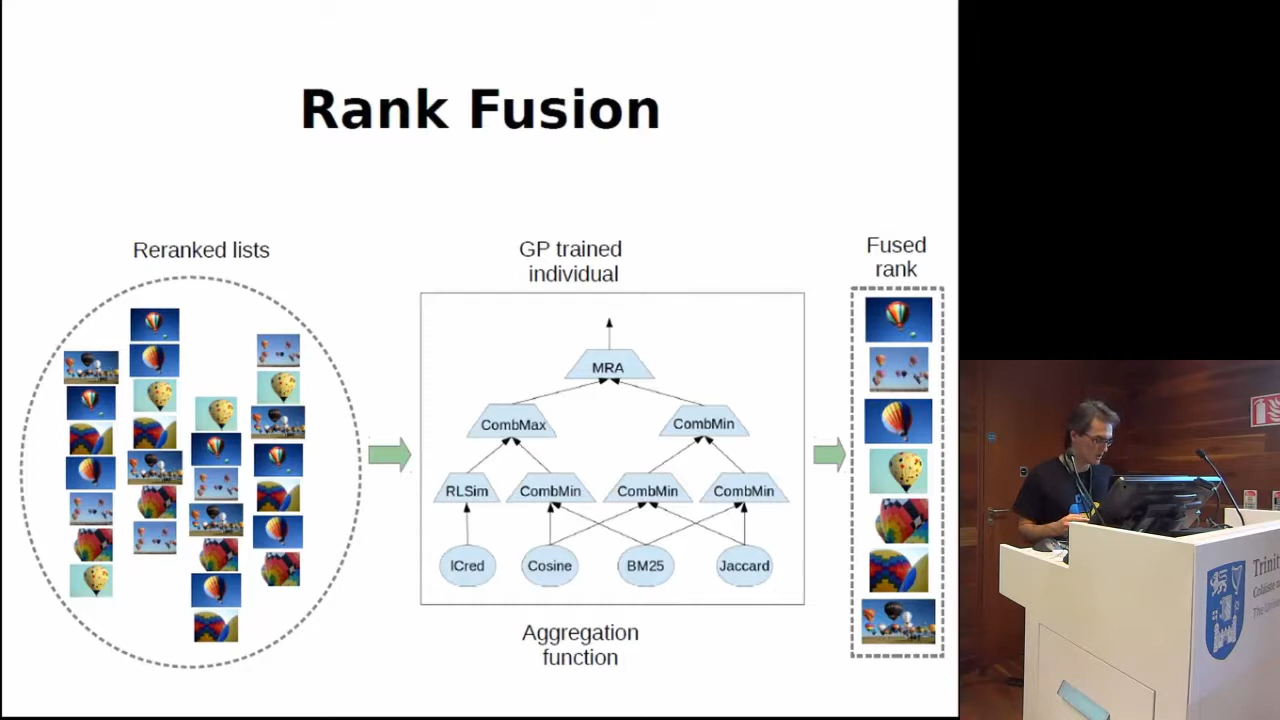 Rank Fusion
Reranked lists
GP trained
individual
Fused
rank
MRA
CombMax
CombMin
RLSim
CombMin
CombMin
CombMin
ICred
Cosine
BM25
Jaccard
Aggregation
function